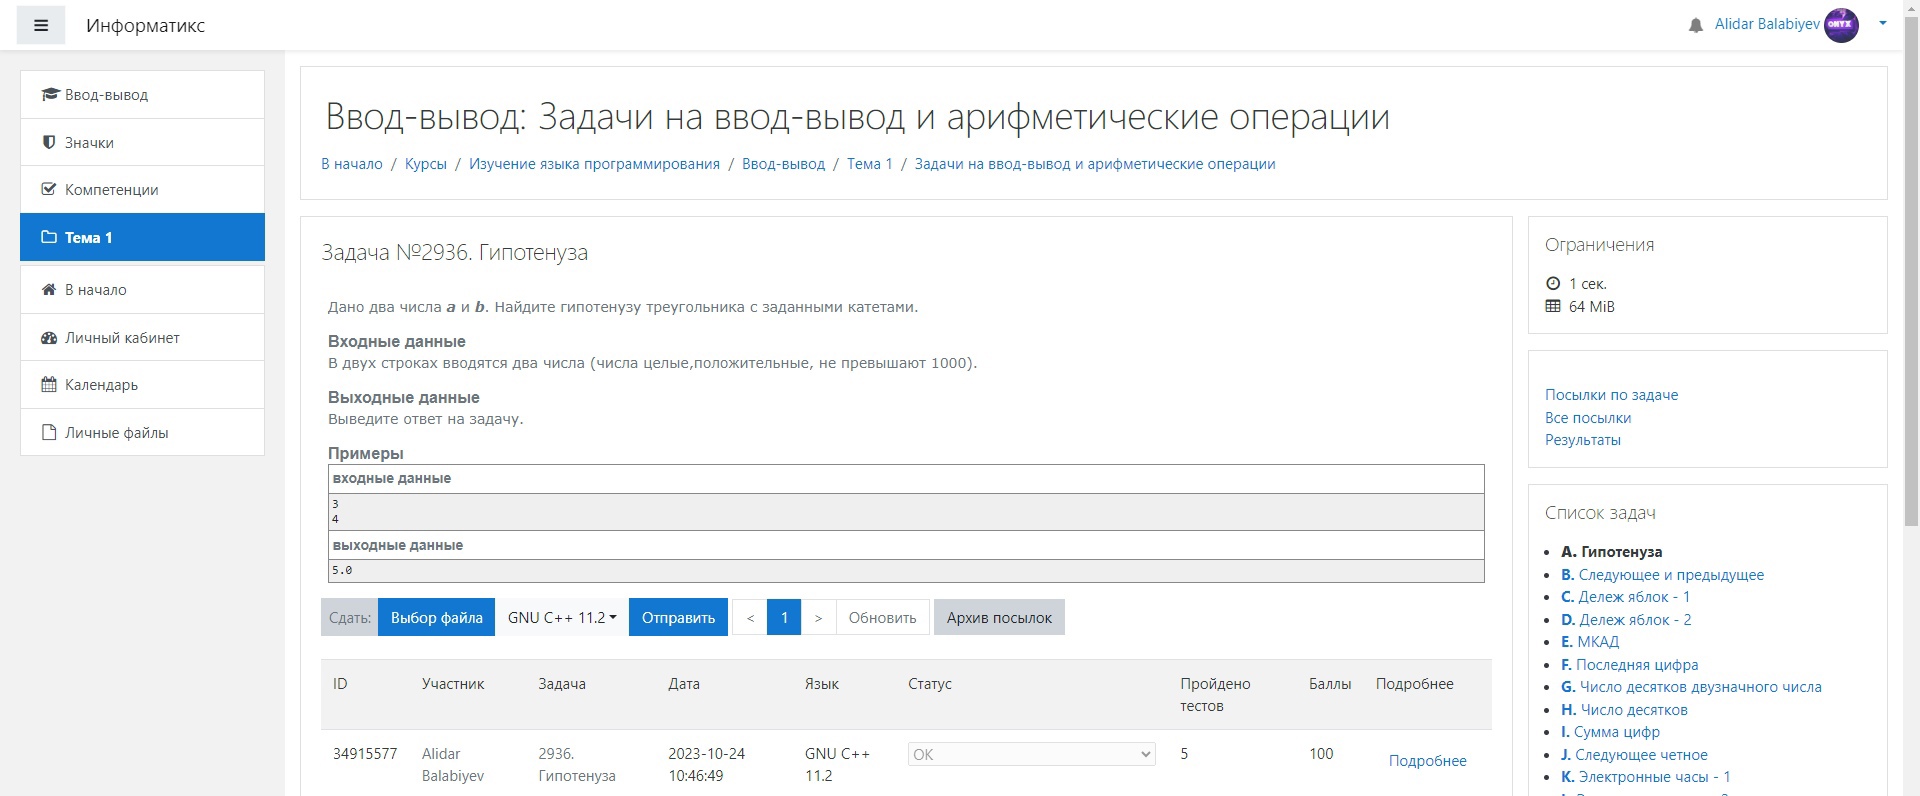 Информатикс
Alidar Balabiyev
ONYX
Ввод-вывод
Значки
Компетенции
Тема 1
В начало
Личный кабинет
Календарь
Личные файлы
Ввод-вывод: Задачи на ввод-вывод и арифметические операции
В начало / Курсы / Изучение языка программирования / Ввод-вывод / Тема 1 / Задачи на ввод-вывод и арифметические операции
Задача №2936. Гипотенуза
Дано два числа a и b. Найдите гипотенузу треугольника с заданными катетами.
Входные данные
В двух строках вводятся два числа (числа целые,положительные, не превышают 1000).
Выходные данные
Выведите ответ на задачу.
Примеры
входные данные
3
4
выходные данные
5.0
Сдать: Выбор файла GNU C++ 11.2 Отправить < 1 > Обновить Архив посылок
ID Участник Задача Дата Язык Статус Пройдено тестов Баллы Подробнее
34915577 Alidar Balabiyev 2936. Гипотенуза 2023-10-24 10:46:49 GNU C++ 11.2 OK 5 100 Подробнее
Ограничения
1 сек.
64 MiB
Посылки по задаче
Все посылки
Результаты
Список задач
A. Гипотенуза
B. Следующее и предыдущее
C. Дележ яблок - 1
D. Дележ яблок - 2
E. МКАД
F. Последняя цифра
G. Число десятков двузначного числа
H. Число десятков
I. Сумма цифр
J. Следующее четное
K. Электронные часы - 1